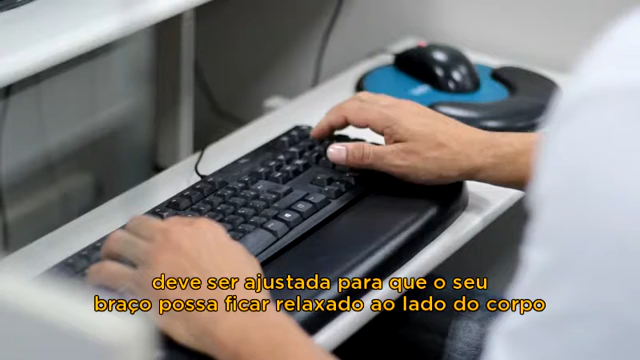 deve ser ajustada para que o seu
braço possa ficar relaxado ao lado do corpo